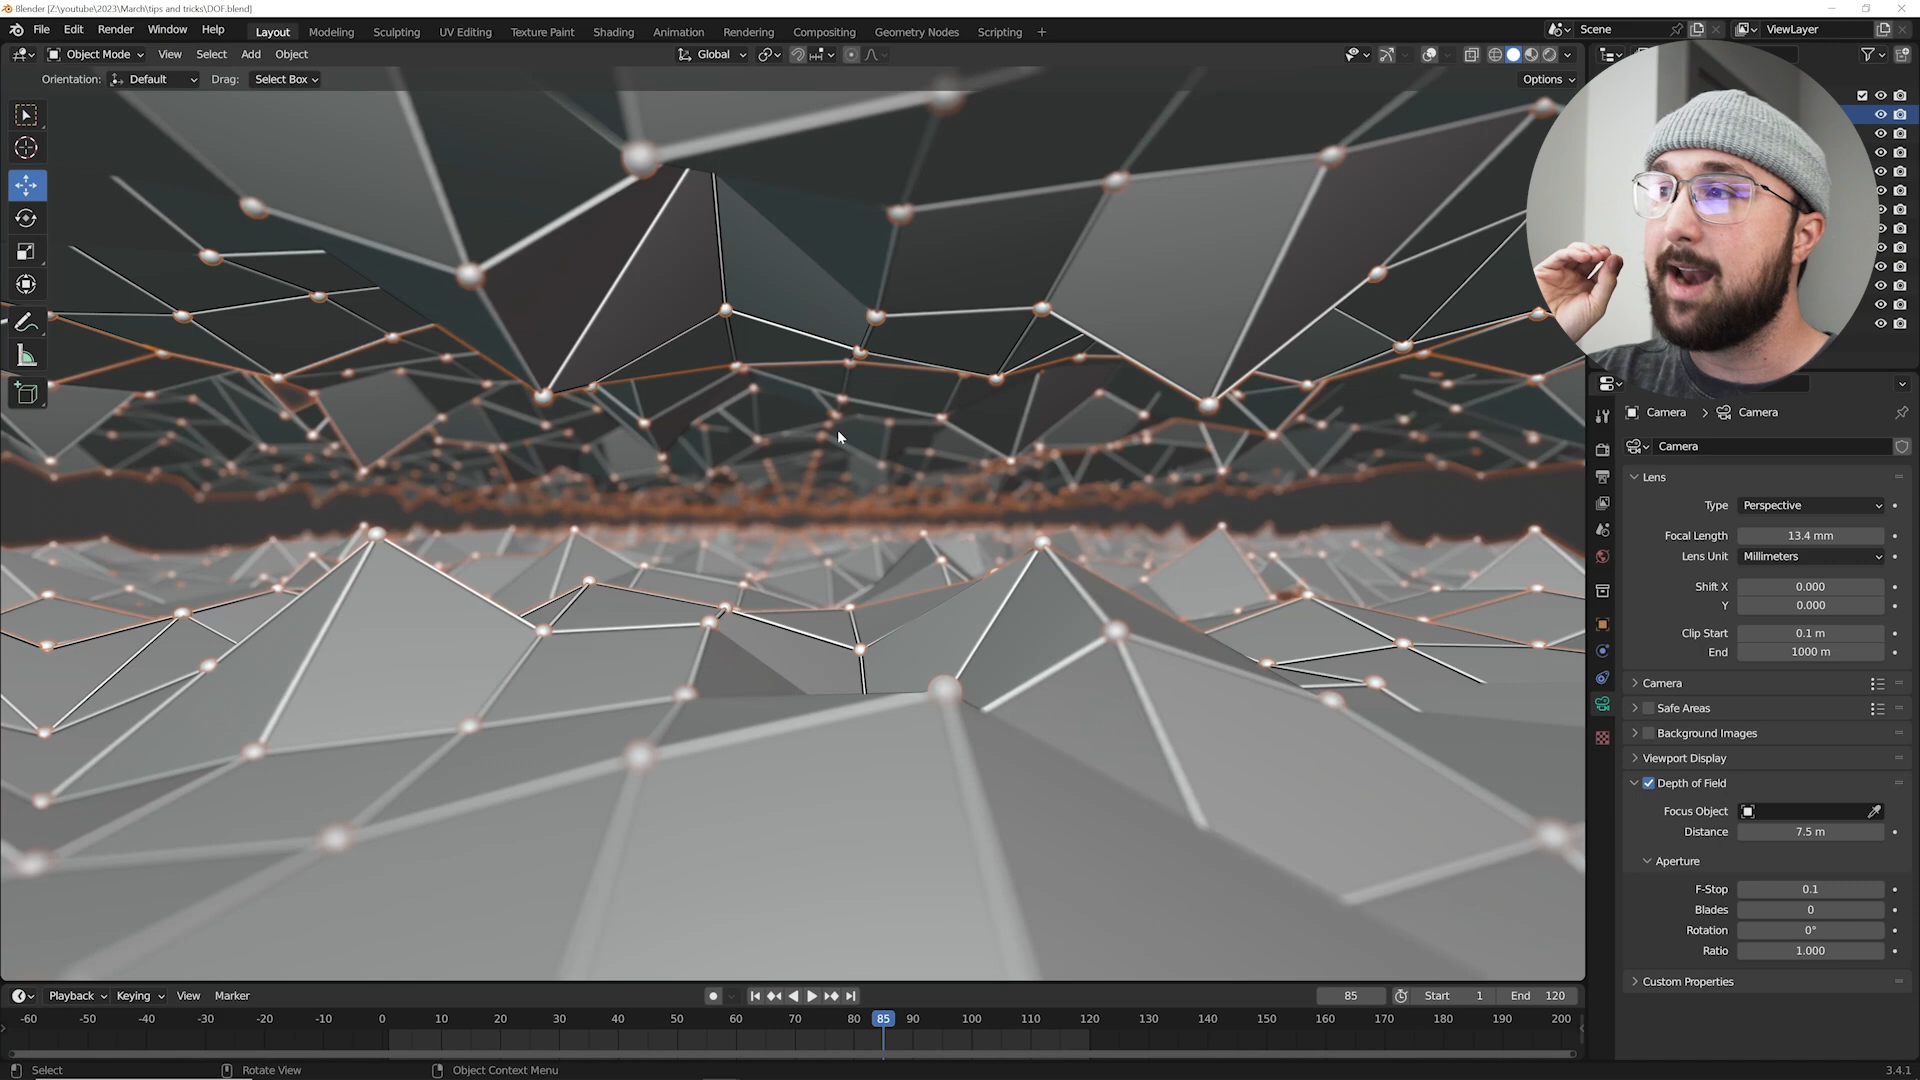 Blender [Z:\youtube\2023\March\tips and tricks\DOF.blend]
File Edit Render Window Help Layout Modeling Sculpting UV Editing Texture Paint Shading Animation Rendering Compositing Geometry Nodes Scripting + Scene ViewLayer
Object Mode View Select Add Object Global
Orientation: Default Drag: Select Box Options
Camera > Camera
Camera
Lens
Type Perspective
Focal Length 13.4 mm
Lens Unit Millimeters
Shift X 0.000
Y 0.000
Clip Start 0.1 m
End 1000 m
Camera
Safe Areas
Background Images
Viewport Display
Depth of Field
Focus Object
Distance 7.5 m
Aperture
F-Stop 0.1
Blades 0
Rotation 0°
Ratio 1.000
Custom Properties
Playback Keying View Marker 85 Start 1 End 120
-60 -50 -40 -30 -20 -10 0 10 20 30 40 50 60 70 80 85 90 100 110 120 130 140 150 160 170 180 190 200
Select Rotate View Object Context Menu 3.4.1